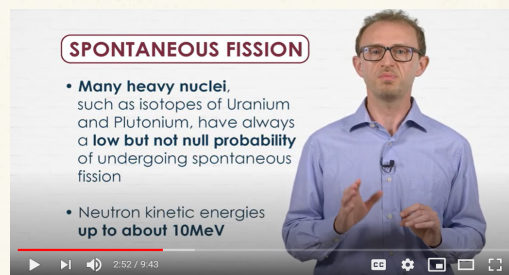 SPONTANEOUS FISSION
• Many heavy nuclei,
such as isotopes of Uranium
and Plutonium, have always
a low but not null probability
of undergoing spontaneous
fission
• Neutron kinetic energies
up to about 10MeV
2:52 / 9:43
CC